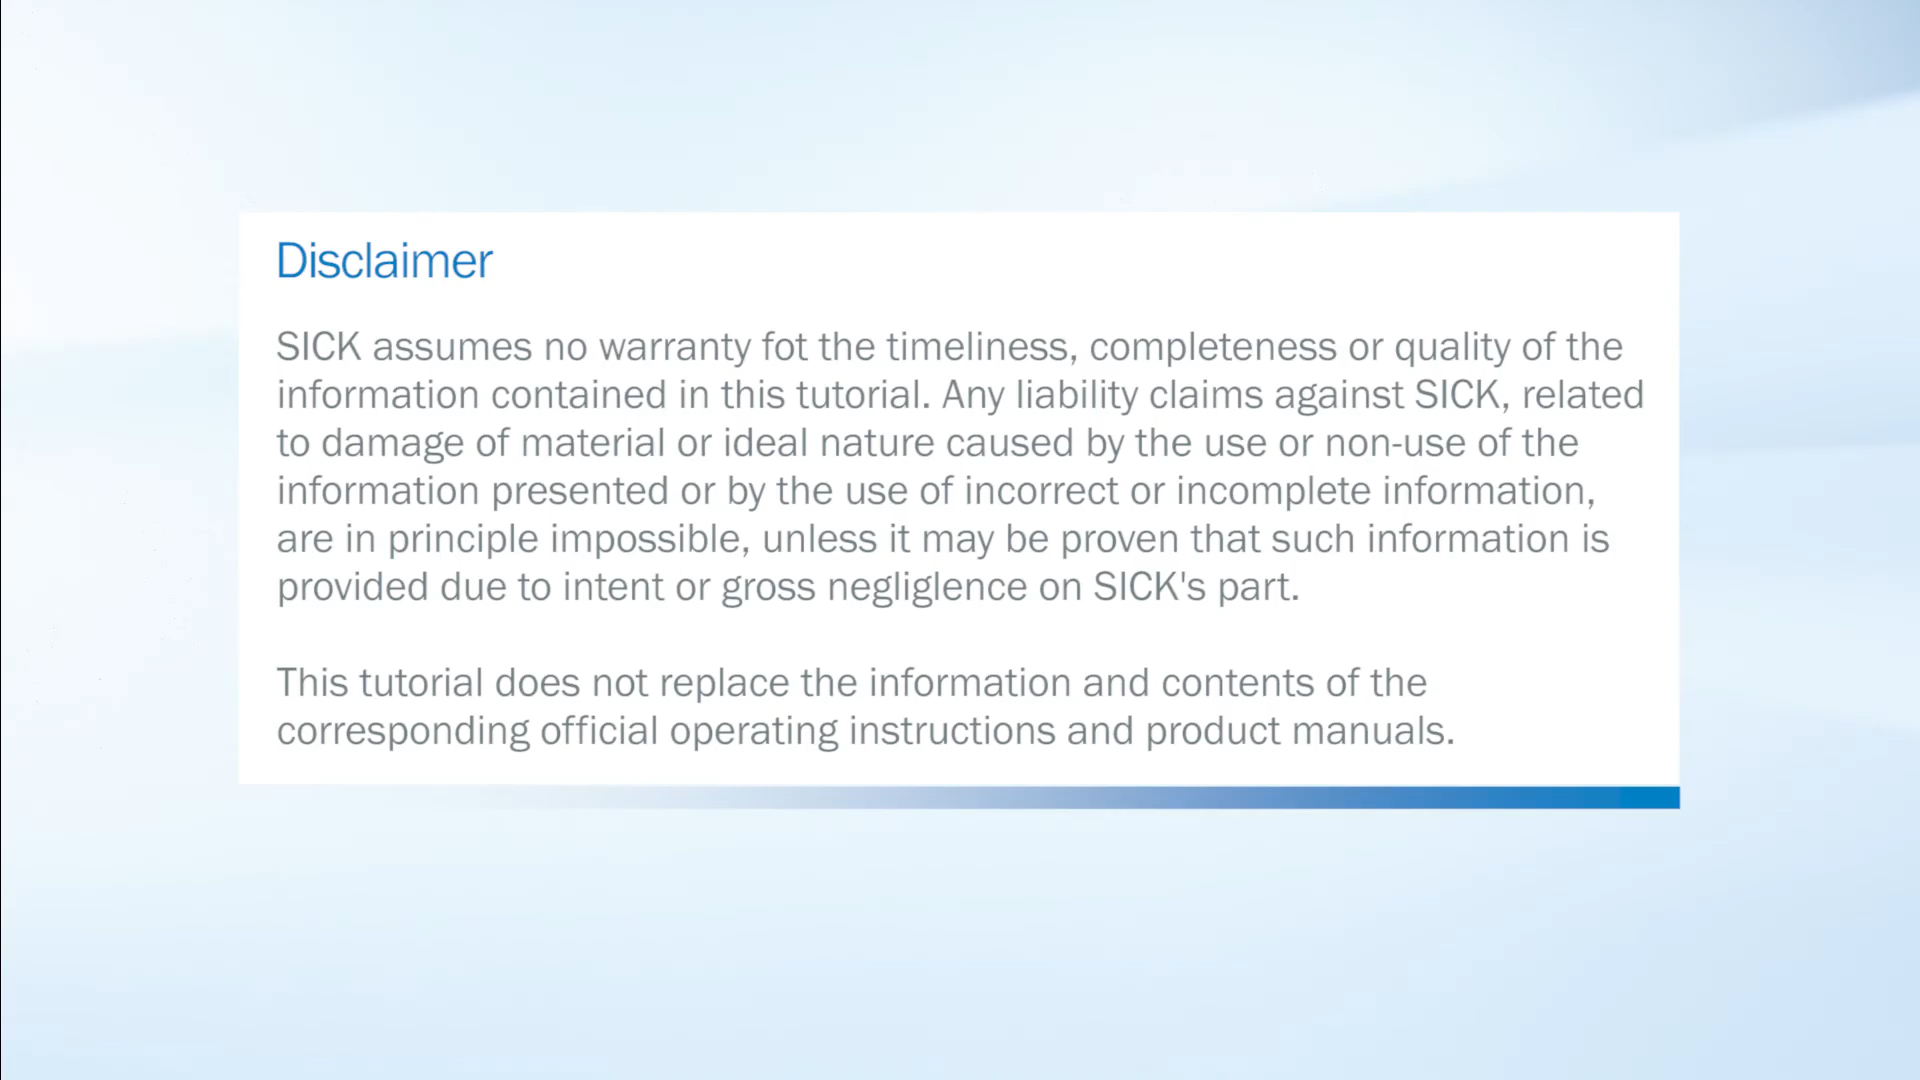 Disclaimer
SICK assumes no warranty fot the timeliness, completeness or quality of the
information contained in this tutorial. Any liability claims against SICK, related
to damage of material or ideal nature caused by the use or non-use of the
information presented or by the use of incorrect or incomplete information,
are in principle impossible, unless it may be proven that such information is
provided due to intent or gross negliglence on SICK's part.
This tutorial does not replace the information and contents of the
corresponding official operating instructions and product manuals.